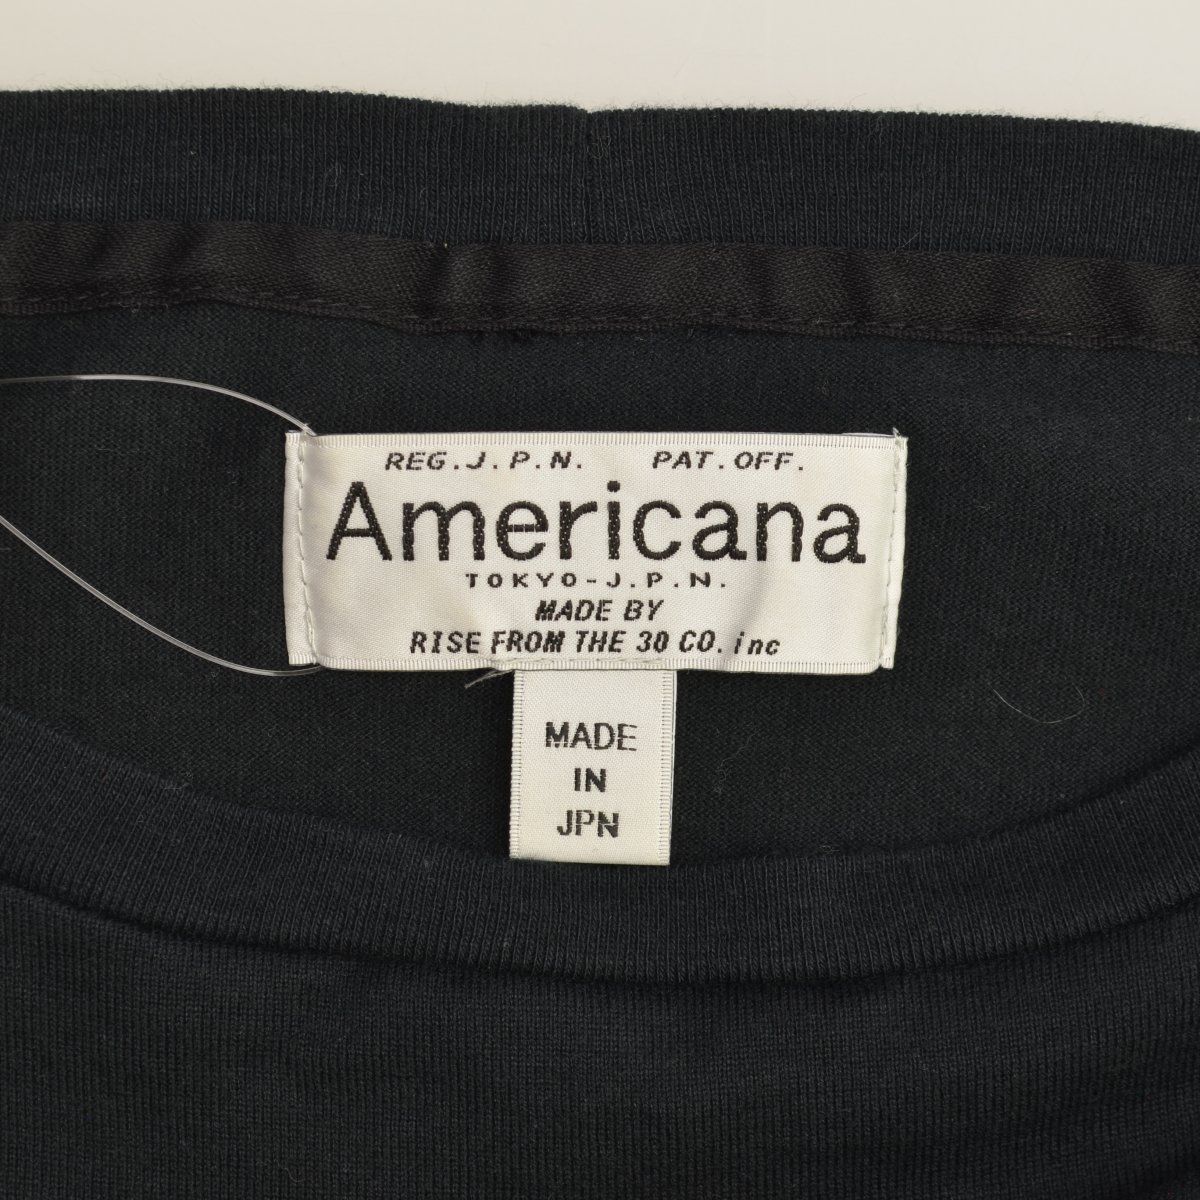 REG.J.P.N. PAT.OFF.
Americana
TOKYO-J.P.N.
MADE BY
RISE FROM THE 30 CO. inc
MADE
IN
JPN